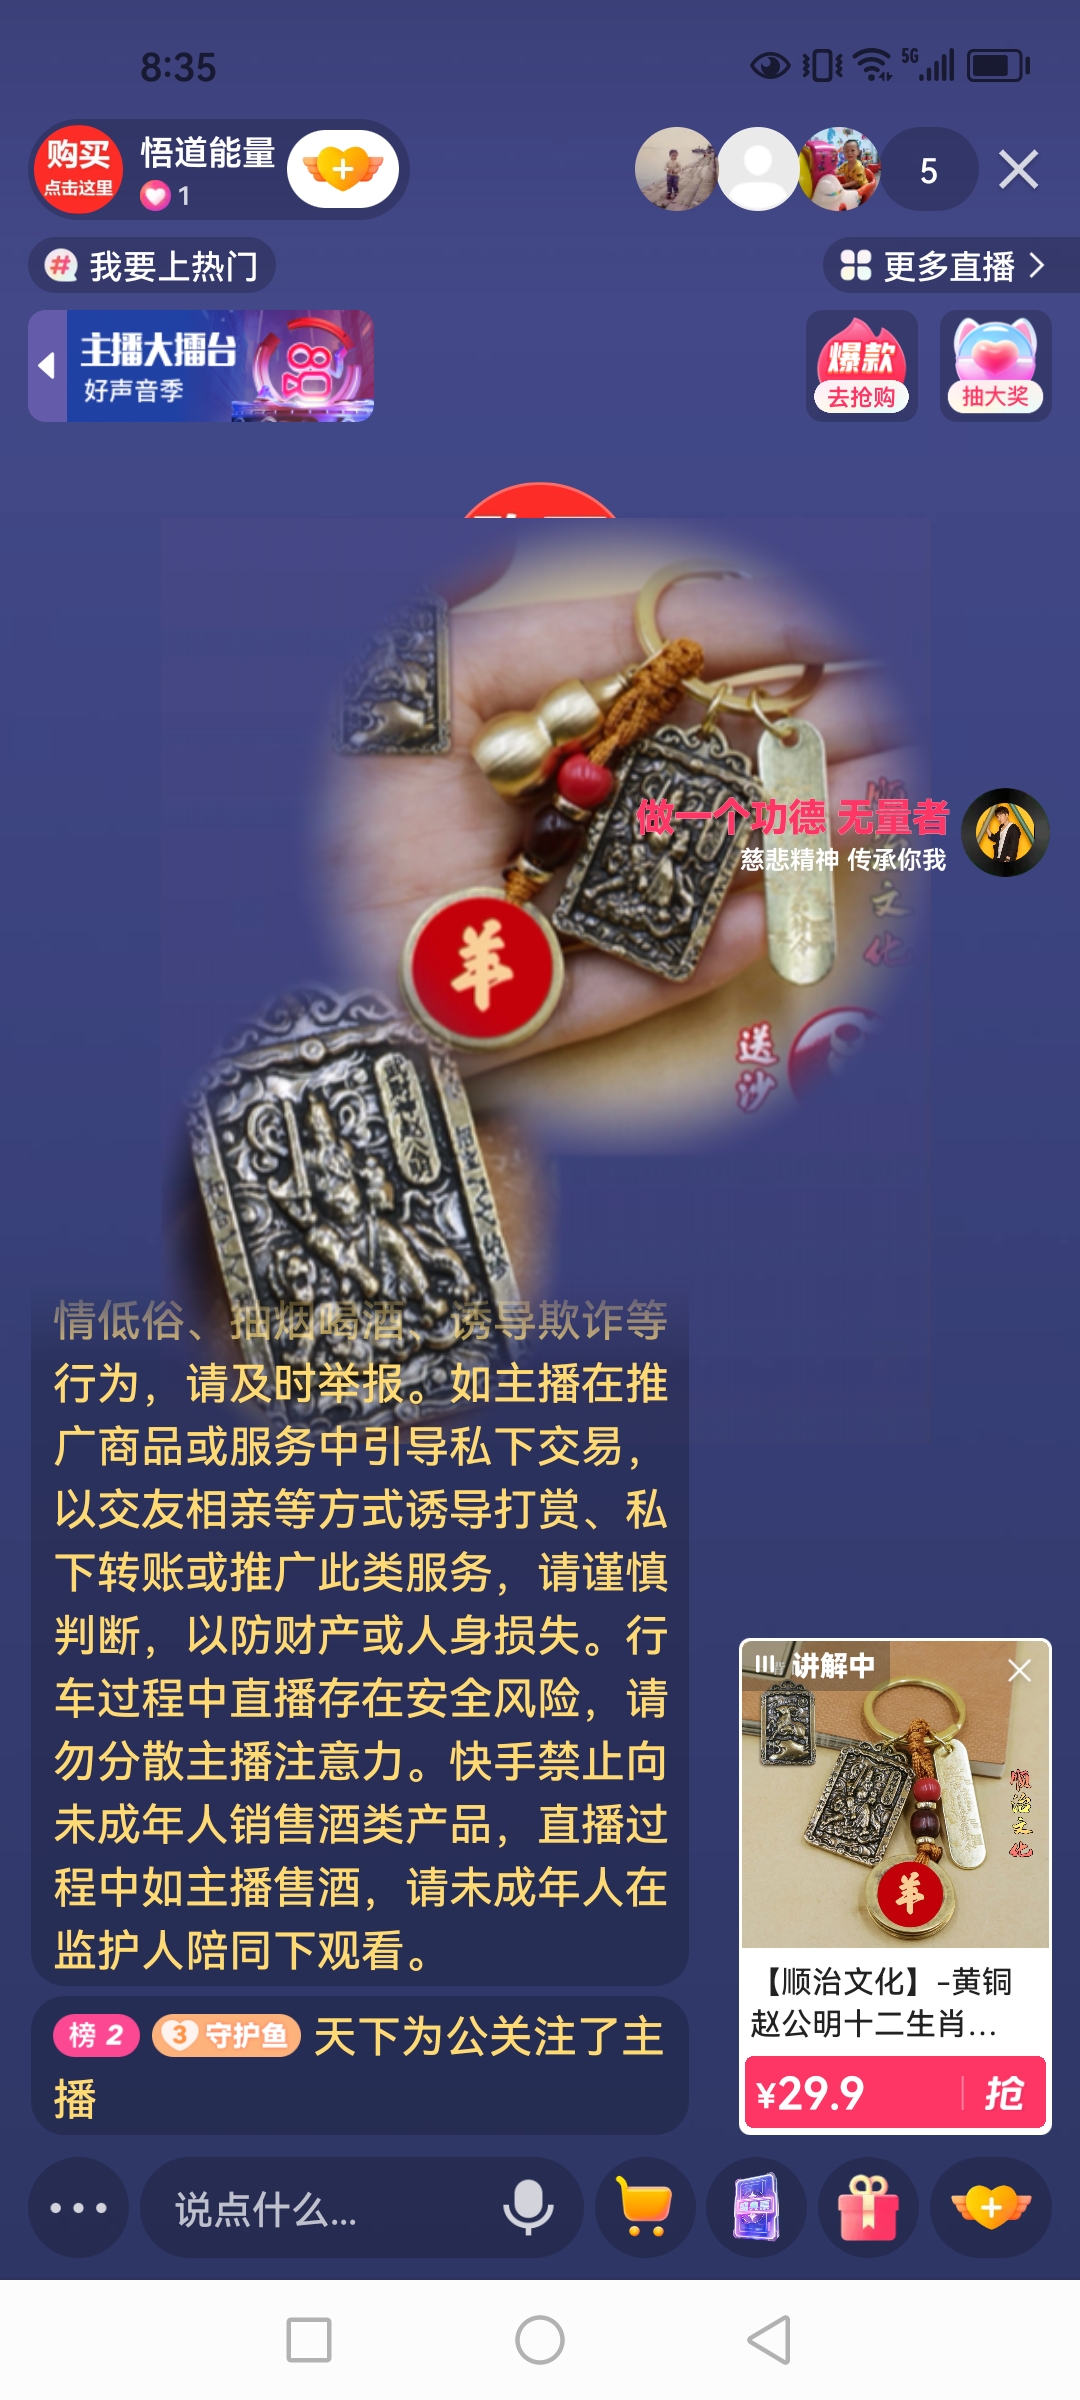 8:35
5G
购买
点击这里
悟道能量
1
5
我要上热门
更多直播
主播大擂台
好声音季
爆款
去抢购
抽大奖
做一个功德 无量者
慈悲精神 传承你我
文
化
羊
送
沙
情低俗、抽烟喝酒、诱导欺诈等
行为，请及时举报。如主播在推
广商品或服务中引导私下交易，
以交友相亲等方式诱导打赏、私
下转账或推广此类服务，请谨慎
判断，以防财产或人身损失。行
车过程中直播存在安全风险，请
勿分散主播注意力。快手禁止向
未成年人销售酒类产品，直播过
程中如主播售酒，请未成年人在
监护人陪同下观看。
榜 2 3 守护鱼 天下为公关注了主
播
讲解中
顺
治
文
化
羊
【顺治文化】-黄铜
赵公明十二生肖...
¥29.9 抢
说点什么...